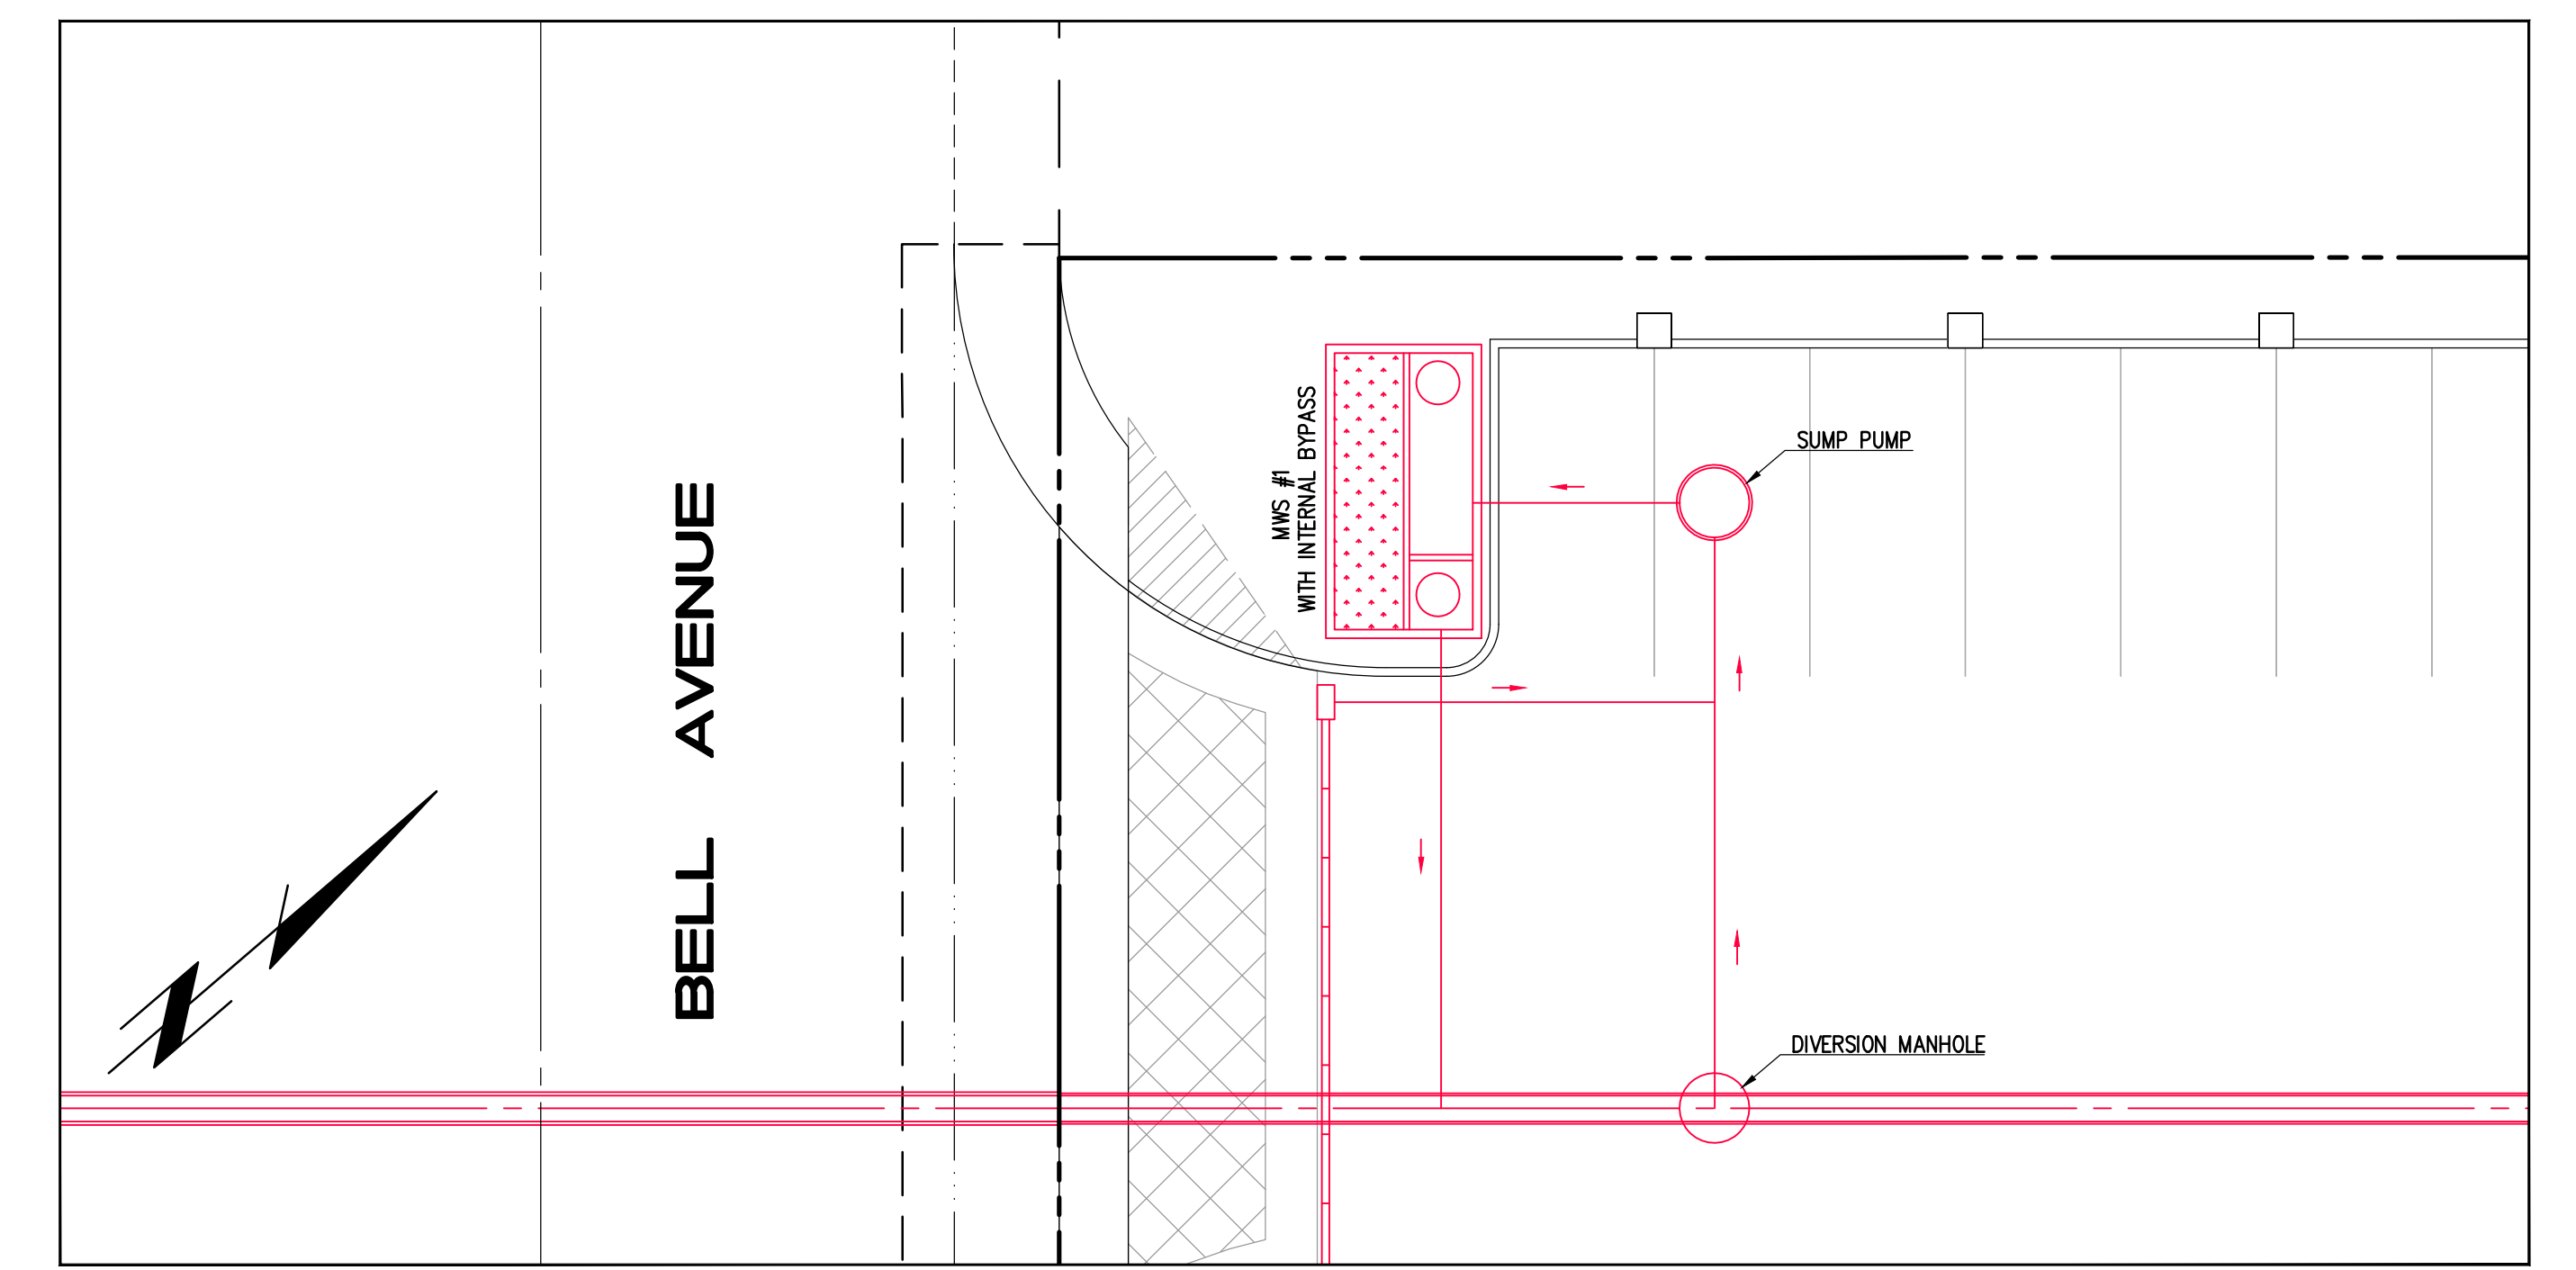 BELL AVENUE
MWS #1
WITH INTERNAL BYPASS
SUMP PUMP
DIVERSION MANHOLE
N